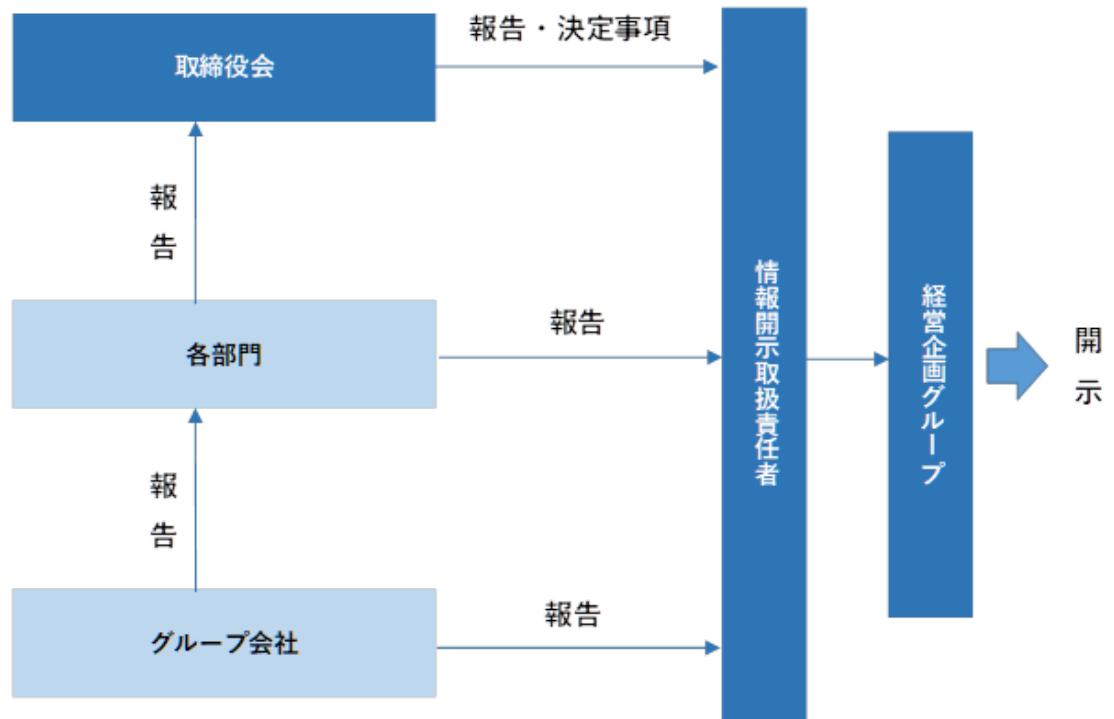 取締役会
報告・決定事項
報告
各部門
報告
報告
グループ会社
報告
情報開示取扱責任者
経営企画グループ
開示